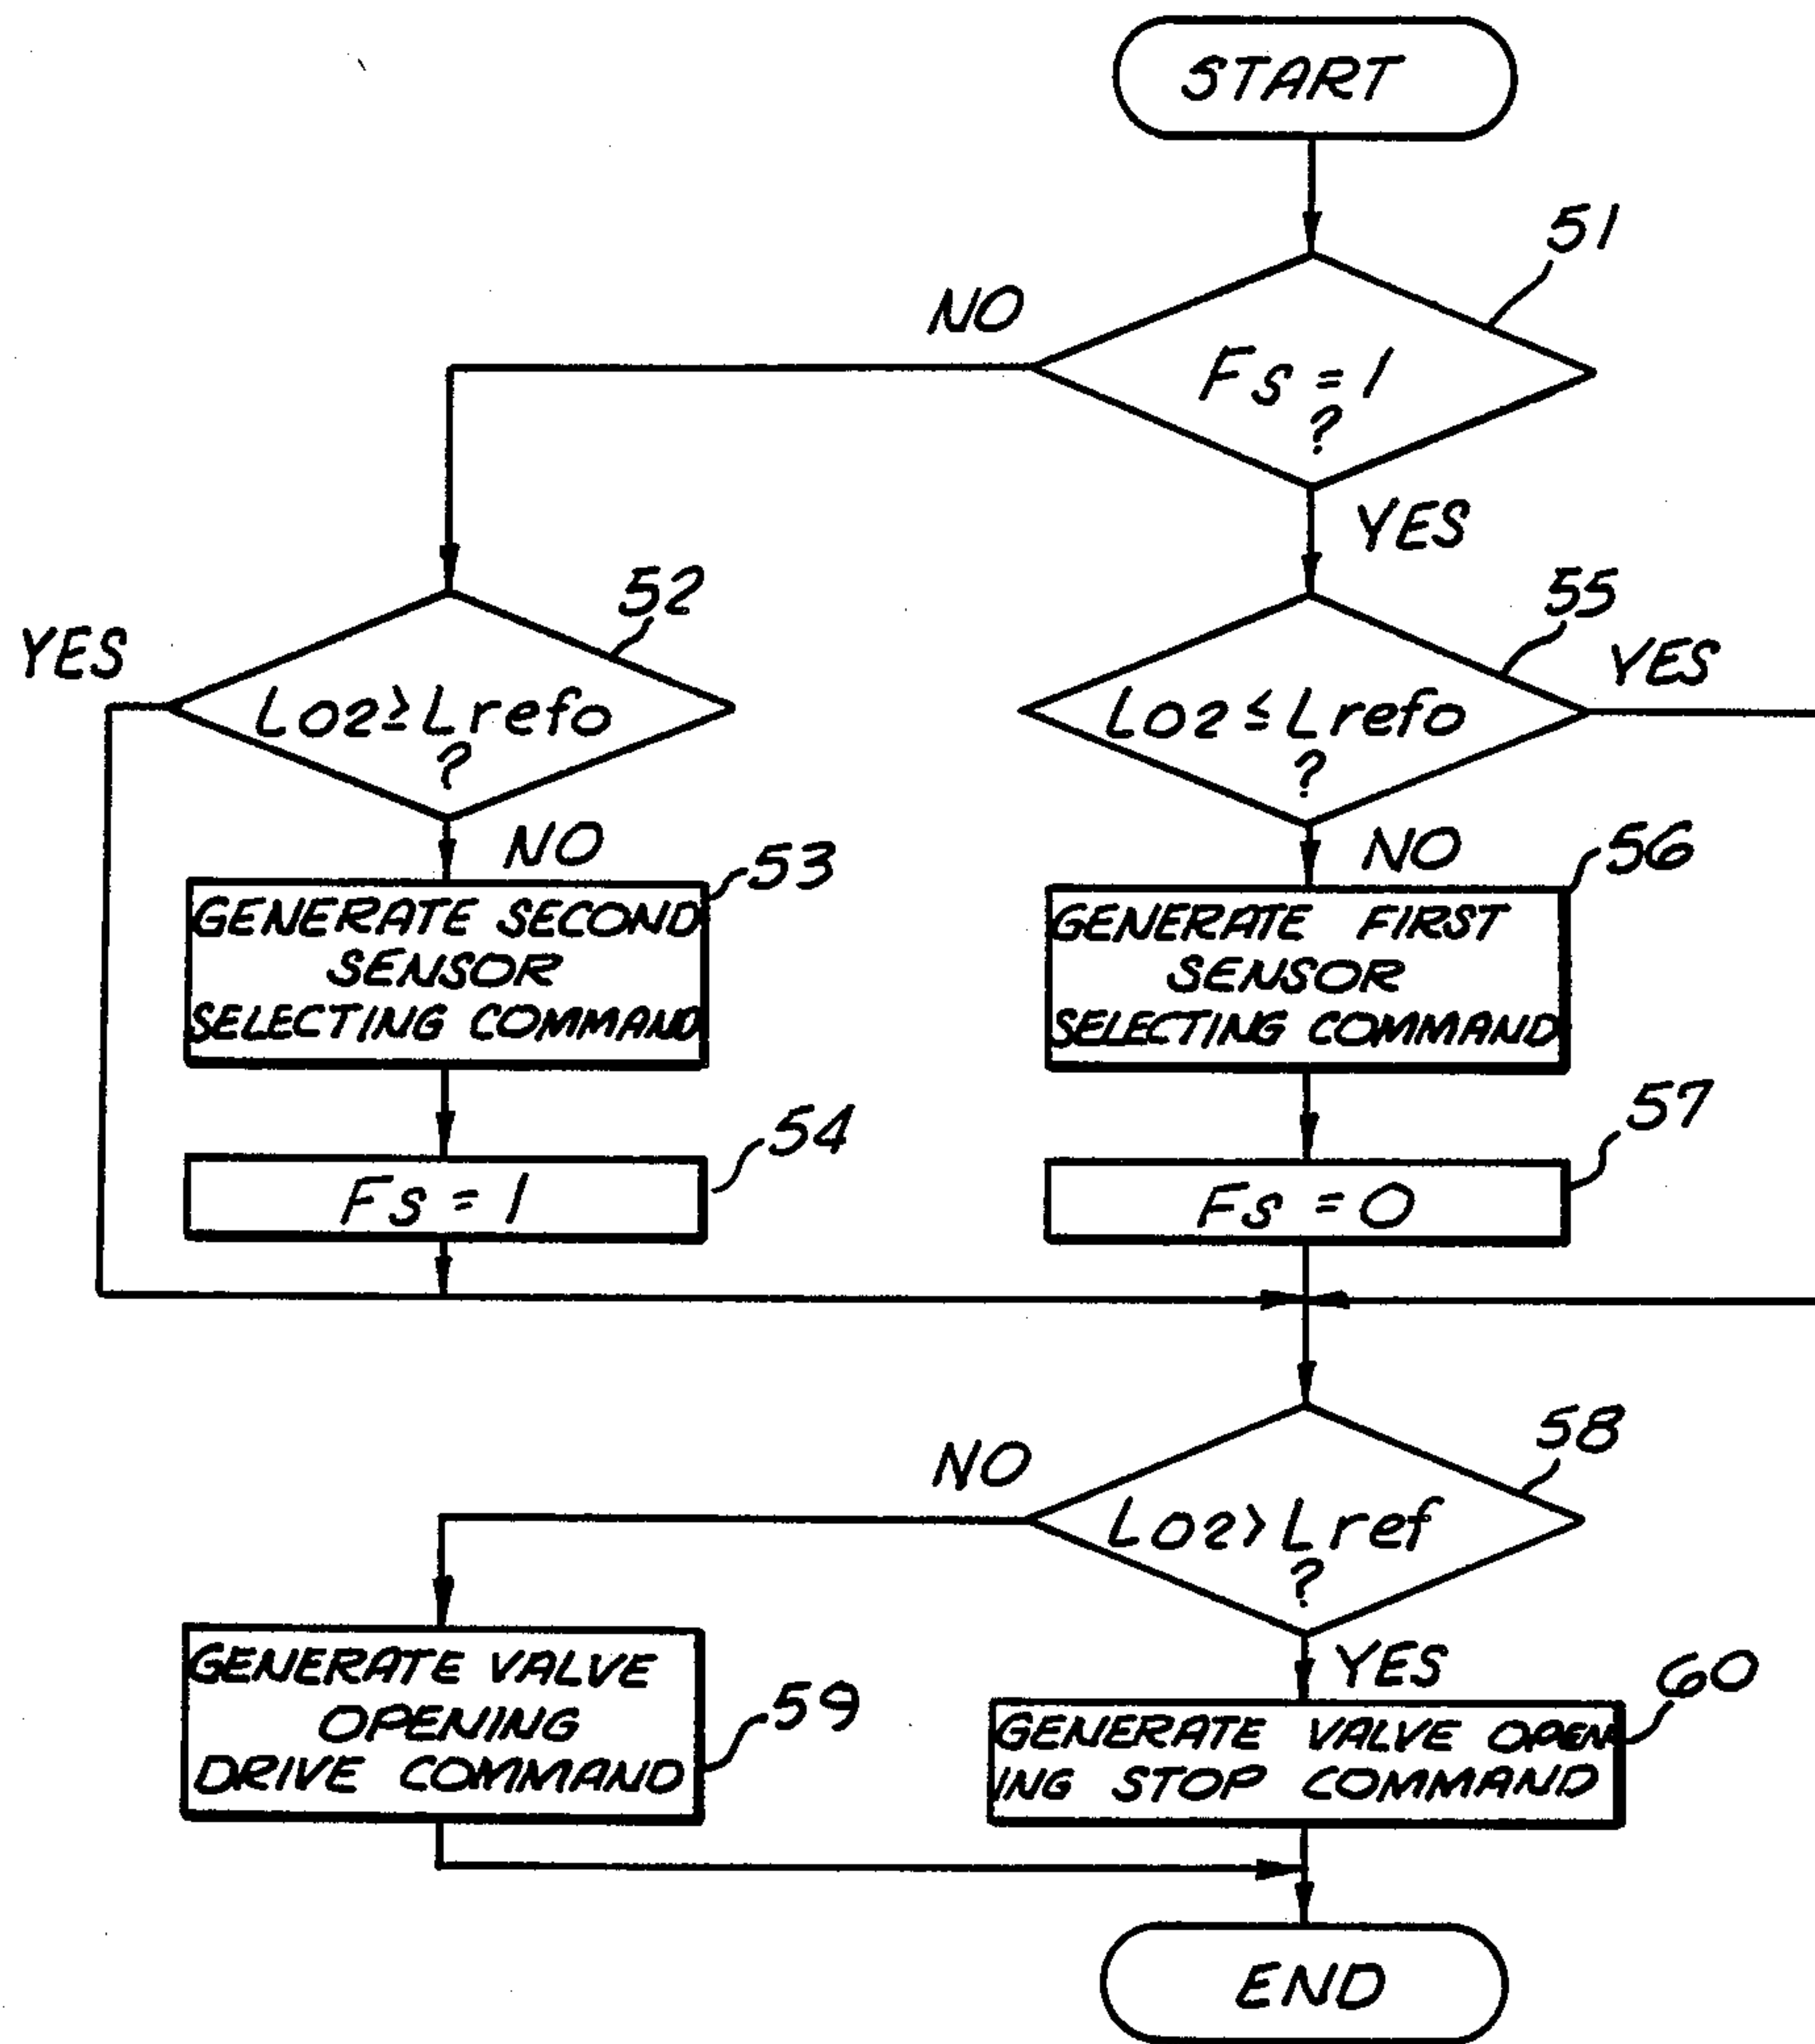 START
51
NO
Fs = 1
?
YES
52
55
YES
YES
Lo2 ≥ Lrefo
?
Lo2 ≤ Lrefo
?
NO
NO
53
56
GENERATE SECOND
SENSOR
SELECTING COMMAND
GENERATE FIRST
SENSOR
SELECTING COMMAND
54
57
Fs = 1
Fs = 0
58
NO
Lo2 > Lref
?
YES
59
60
GENERATE VALVE
OPENING
DRIVE COMMAND
GENERATE VALVE OPEN-
ING STOP COMMAND
END